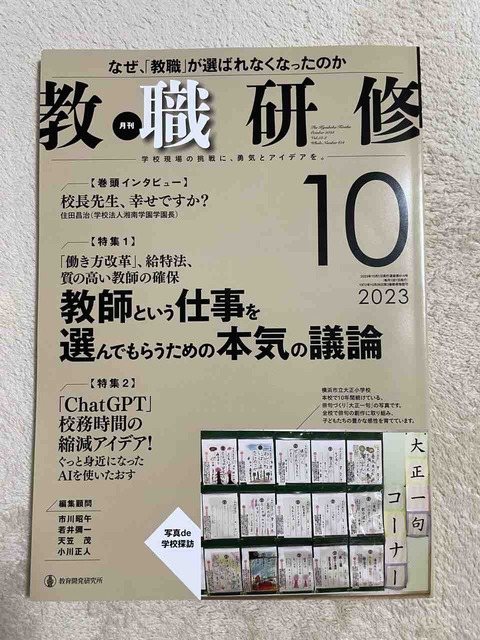 なぜ、「教職」が選ばれなくなったのか
月刊
教職研修
学校現場の挑戦に、勇気とアイデアを。
【巻頭インタビュー】
校長先生、幸せですか?
住田昌治(学校法人湘南学園学園長)
10
2023
【特集1】
「働き方改革」、給特法、
質の高い教師の確保
教師という仕事を
選んでもらうための本気の議論
【特集2】
「ChatGPT」
校務時間の
縮減アイデア!
ぐっと身近になった
AIを使いたおす
横浜市立大正小学校
本校で10年間続けている、
俳句づくり「大正一句」の写真です。
全校で俳句の創作に取り組み、
子どもたちの豊かな感性を育てています。
編集顧問
市川昭午
若井彌一
天笠 茂
小川正人
写真de
学校探訪
大正一句
コーナー
教育開発研究所